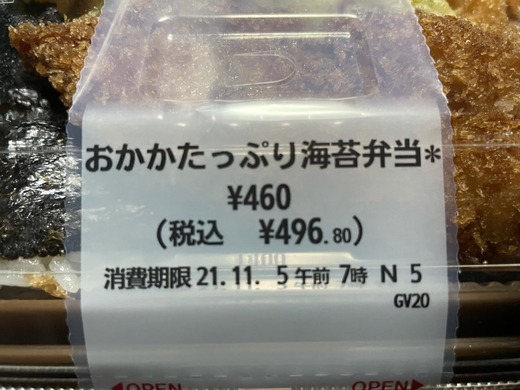 おかかたっぷり海苔弁当*
¥460
(税込 ¥496.80)
消費期限 21.11. 5 午前 7時 N 5
GV20
◀OPEN OPEN▶